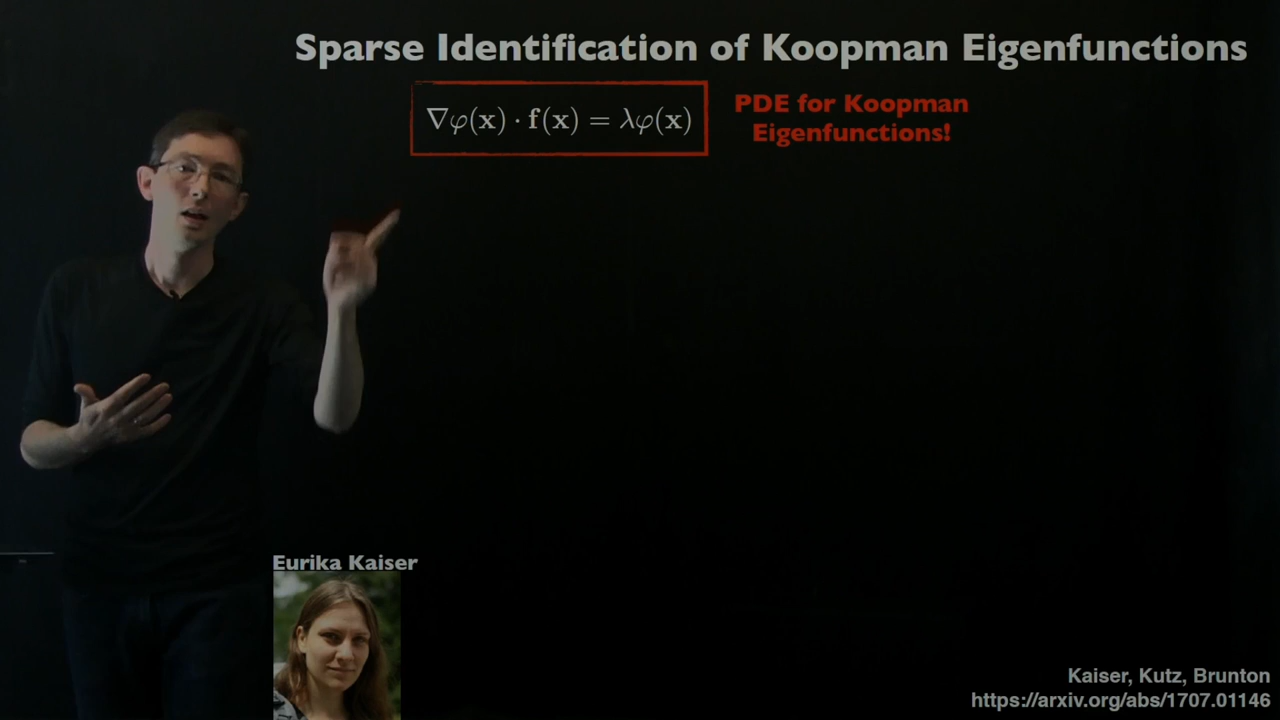 Sparse Identification of Koopman Eigenfunctions
∇φ(x) · f(x) = λφ(x)
PDE for Koopman
Eigenfunctions!
Eurika Kaiser
Kaiser, Kutz, Brunton
https://arxiv.org/abs/1707.01146